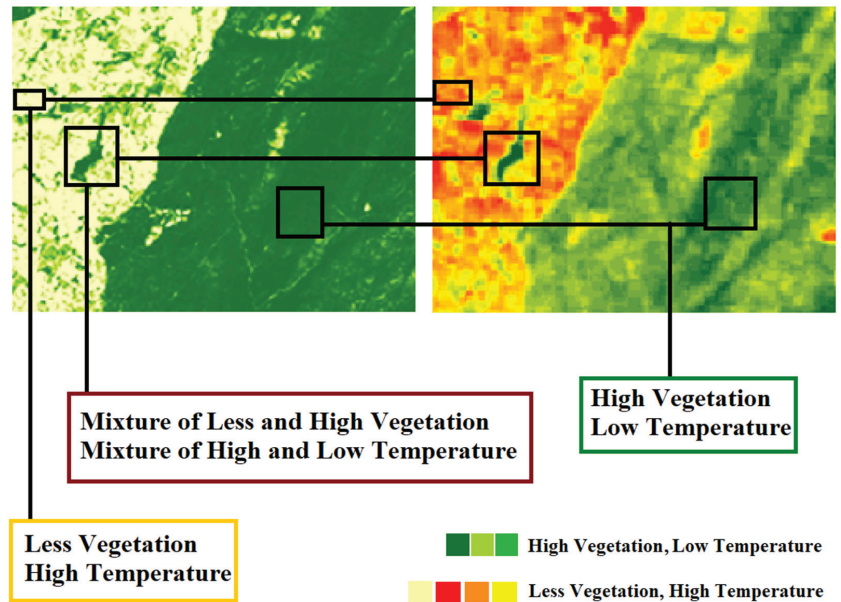 Mixture of Less and High Vegetation
Mixture of High and Low Temperature
High Vegetation
Low Temperature
Less Vegetation
High Temperature
High Vegetation, Low Temperature
Less Vegetation, High Temperature